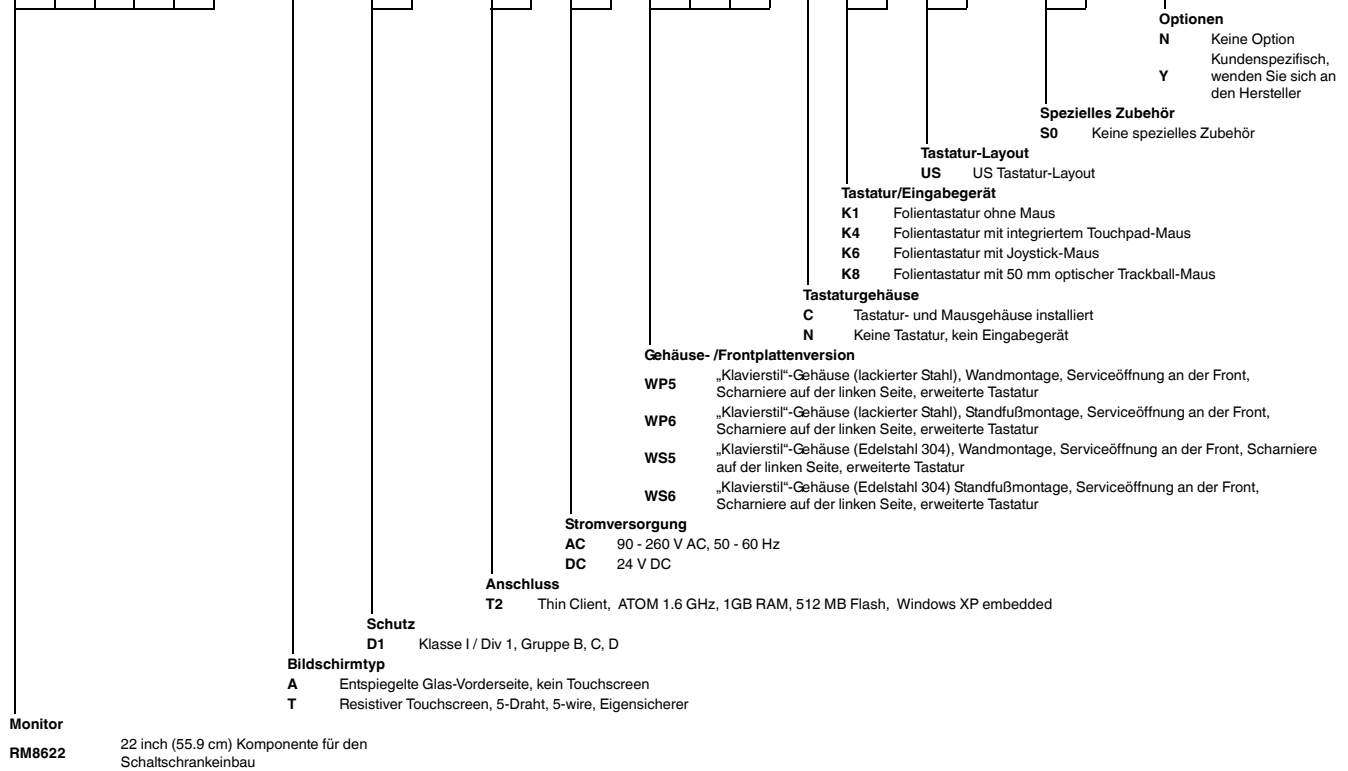 Optionen
N Keine Option
Kundenspezifisch,
Y wenden Sie sich an
den Hersteller
Spezielles Zubehör
S0 Keine spezielles Zubehör
Tastatur-Layout
US US Tastatur-Layout
Tastatur/Eingabegerät
K1 Folientastatur ohne Maus
K4 Folientastatur mit integriertem Touchpad-Maus
K6 Folientastatur mit Joystick-Maus
K8 Folientastatur mit 50 mm optischer Trackball-Maus
Tastaturgehäuse
C Tastatur- und Mausgehäuse installiert
N Keine Tastatur, kein Eingabegerät
Gehäuse- /Frontplattenversion
WP5 „Klavierstil“-Gehäuse (lackierter Stahl), Wandmontage, Serviceöffnung an der Front,
Scharniere auf der linken Seite, erweiterte Tastatur
WP6 „Klavierstil“-Gehäuse (lackierter Stahl), Standfußmontage, Serviceöffnung an der Front,
Scharniere auf der linken Seite, erweiterte Tastatur
WS5 „Klavierstil“-Gehäuse (Edelstahl 304), Wandmontage, Serviceöffnung an der Front, Scharniere
auf der linken Seite, erweiterte Tastatur
WS6 „Klavierstil“-Gehäuse (Edelstahl 304) Standfußmontage, Serviceöffnung an der Front,
Scharniere auf der linken Seite, erweiterte Tastatur
Stromversorgung
AC 90 - 260 V AC, 50 - 60 Hz
DC 24 V DC
Anschluss
T2 Thin Client, ATOM 1.6 GHz, 1GB RAM, 512 MB Flash, Windows XP embedded
Schutz
D1 Klasse I / Div 1, Gruppe B, C, D
Bildschirmtyp
A Entspiegelte Glas-Vorderseite, kein Touchscreen
T Resistiver Touchscreen, 5-Draht, 5-wire, Eigensicherer
Monitor
RM8622 22 inch (55.9 cm) Komponente für den
Schaltschrankeinbau